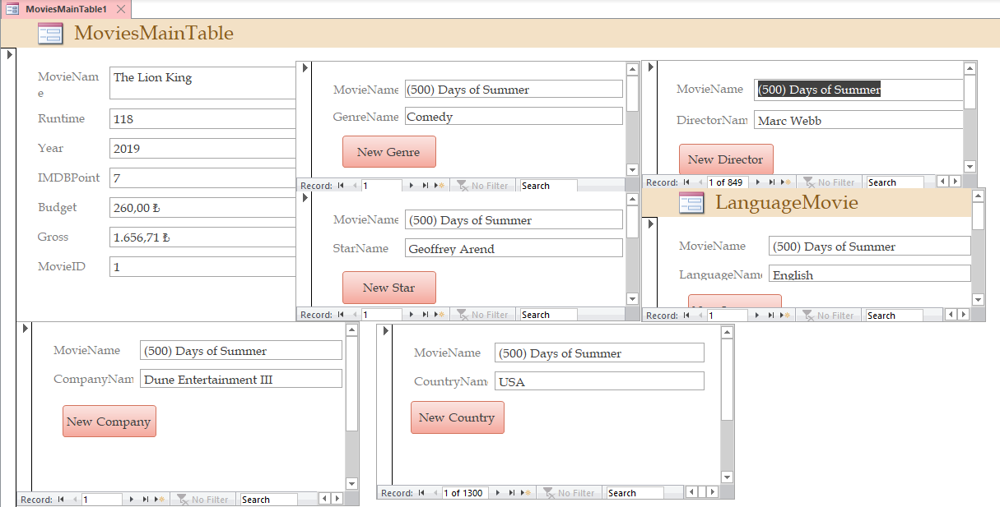 MoviesMainTable1
MoviesMainTable
MovieNam
e
The Lion King
Runtime
118
Year
2019
IMDBPoint
7
Budget
260,00 ₺
Gross
1.656,71 ₺
MovieID
1
MovieName
(500) Days of Summer
GenreName
Comedy
New Genre
Record:
1
No Filter
Search
MovieName
(500) Days of Summer
DirectorNam
Marc Webb
New Director
Record:
1 of 849
No Filter
Search
MovieName
(500) Days of Summer
StarName
Geoffrey Arend
New Star
Record:
1
No Filter
Search
LanguageMovie
MovieName
(500) Days of Summer
LanguageName
English
Record:
1
No Filter
Search
MovieName
(500) Days of Summer
CompanyNam
Dune Entertainment III
New Company
Record:
1
No Filter
Search
MovieName
(500) Days of Summer
CountryName
USA
New Country
Record:
1 of 1300
No Filter
Search